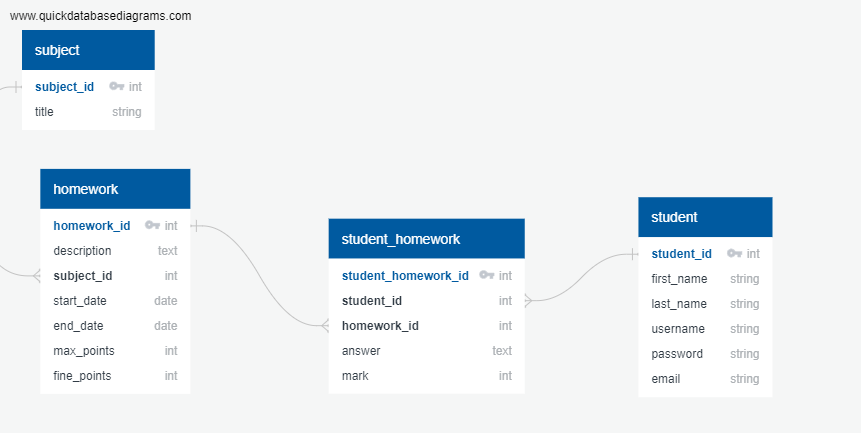 www.quickdatabasediagrams.com
subject
subject_id int
title string
homework
homework_id int
description text
subject_id int
start_date date
end_date date
max_points int
fine_points int
student_homework
student_homework_id int
student_id int
homework_id int
answer text
mark int
student
student_id int
first_name string
last_name string
username string
password string
email string